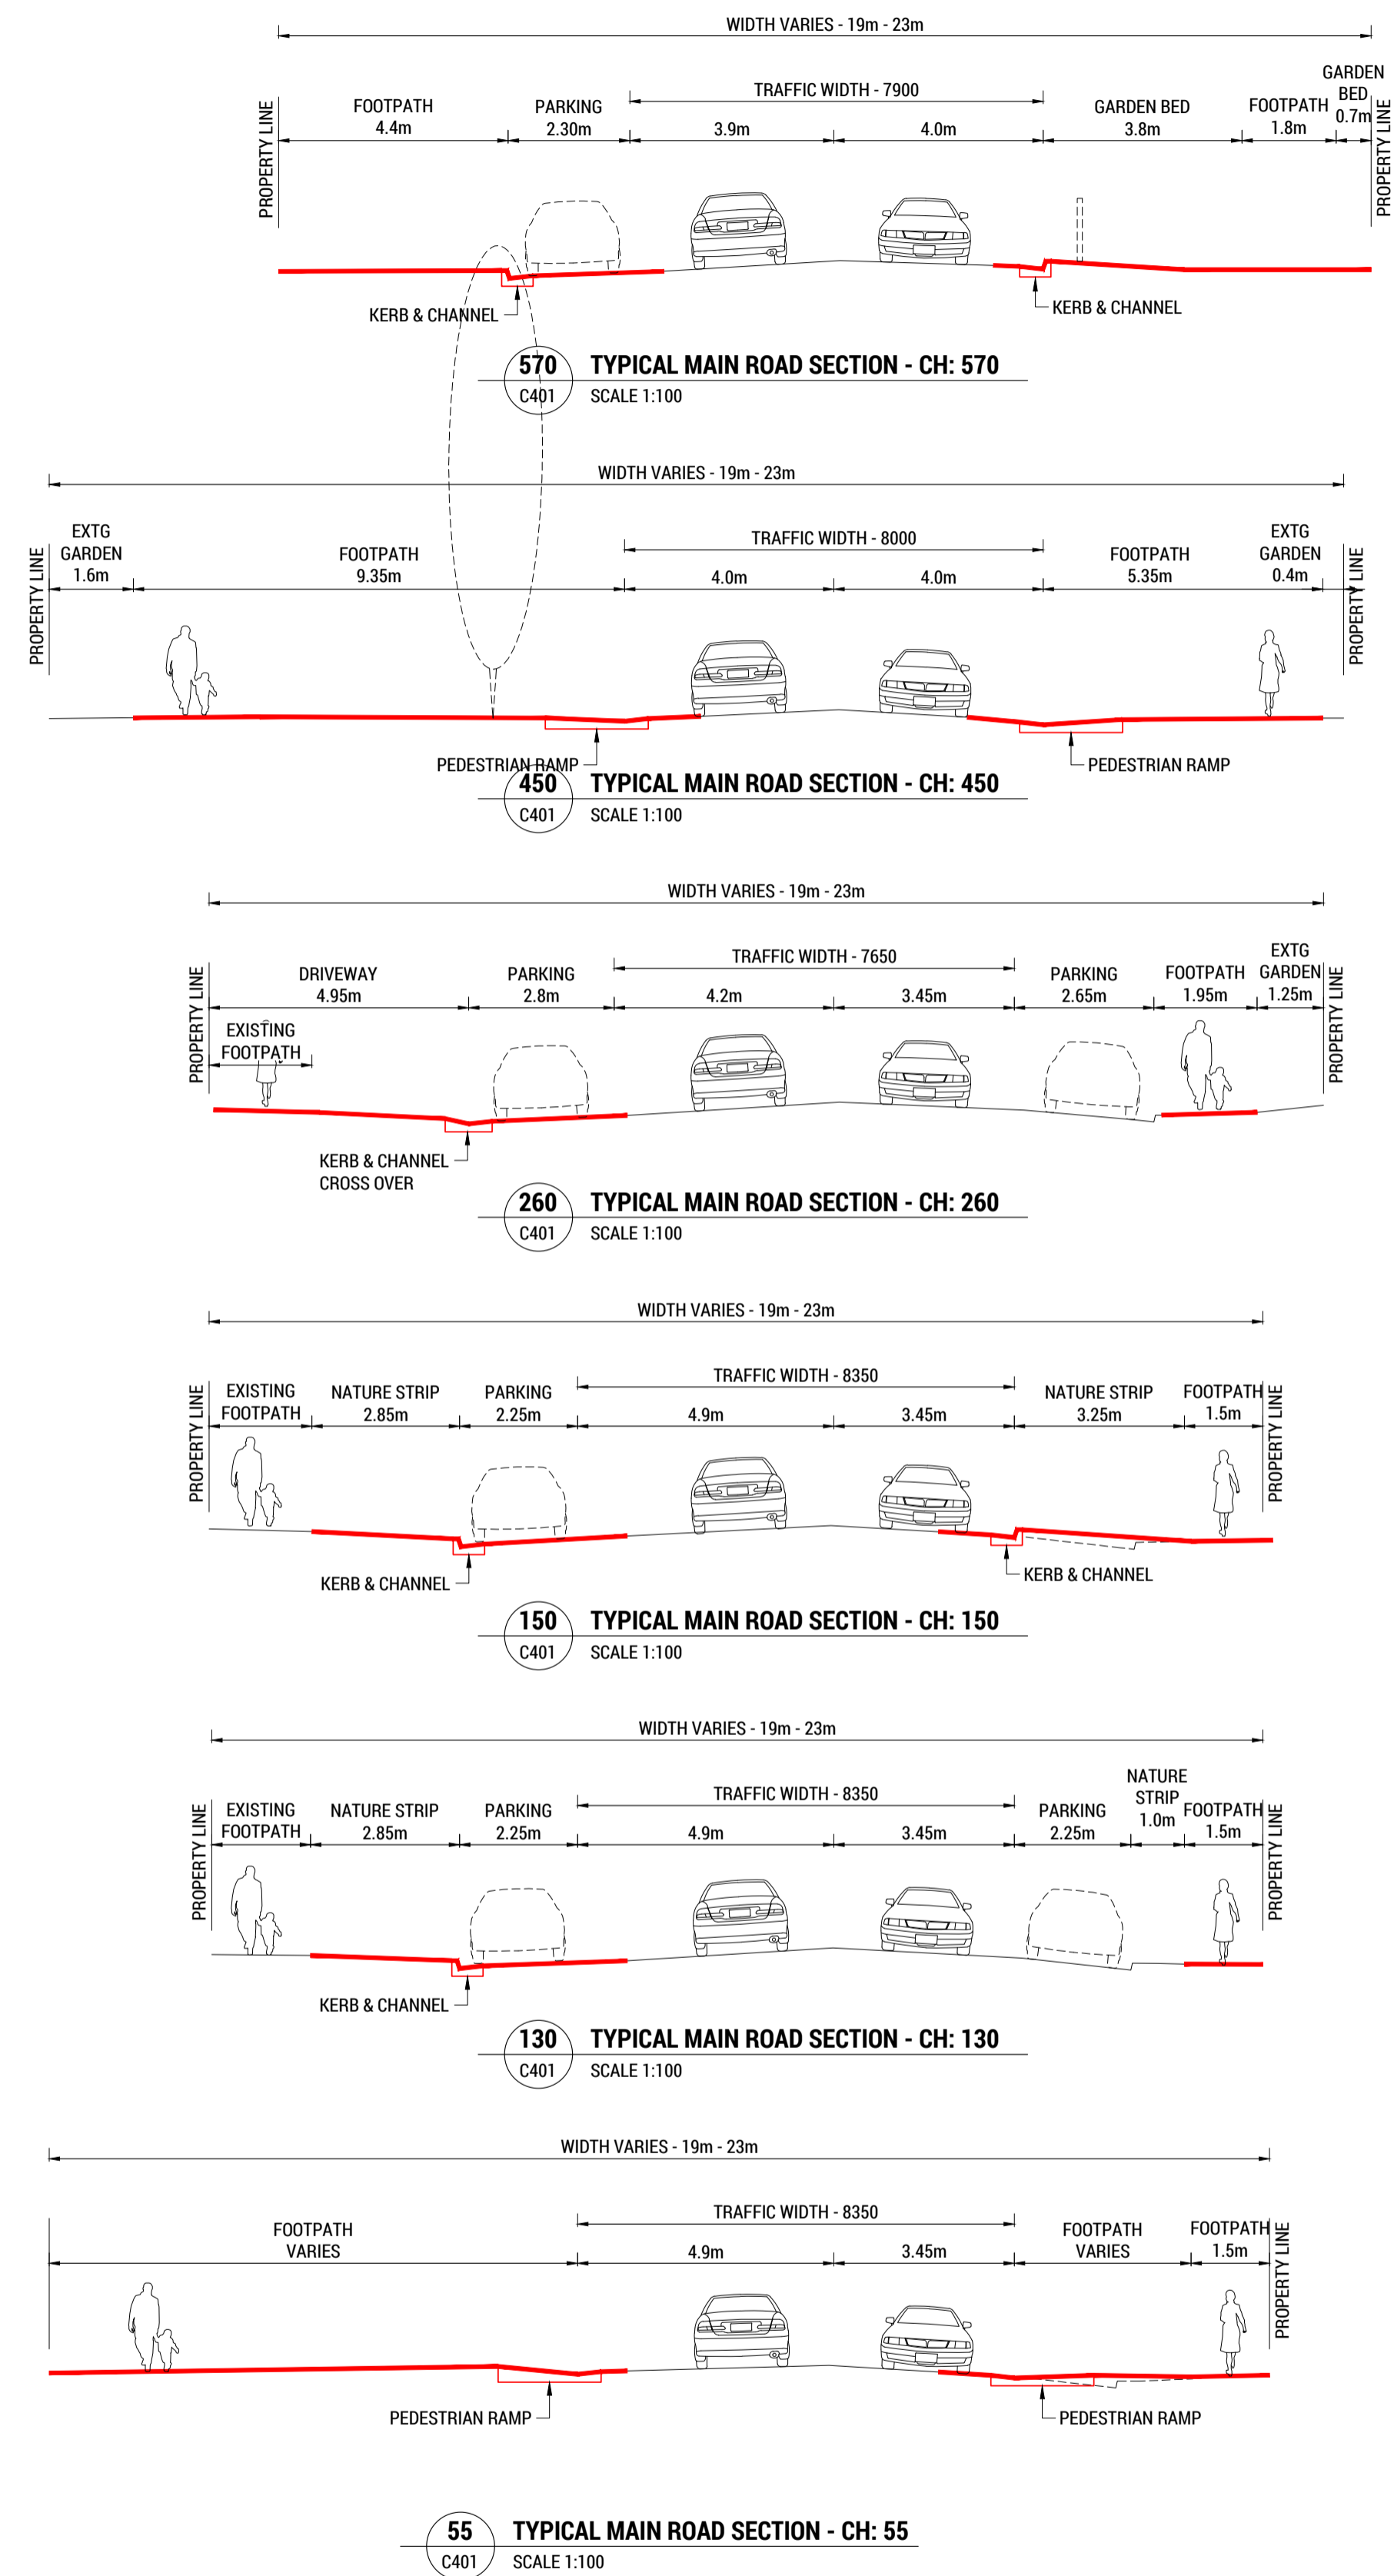 WIDTH VARIES - 19m - 23m
TRAFFIC WIDTH - 7900
PROPERTY LINE
FOOTPATH
4.4m
PARKING
2.30m
3.9m
4.0m
GARDEN BED
3.8m
FOOTPATH
1.8m
GARDEN
BED
0.7m
PROPERTY LINE
KERB & CHANNEL
KERB & CHANNEL
570
C401
TYPICAL MAIN ROAD SECTION - CH: 570
SCALE 1:100
WIDTH VARIES - 19m - 23m
TRAFFIC WIDTH - 8000
PROPERTY LINE
EXTG
GARDEN
1.6m
FOOTPATH
9.35m
4.0m
4.0m
FOOTPATH
5.35m
EXTG
GARDEN
0.4m
PROPERTY LINE
PEDESTRIAN RAMP
PEDESTRIAN RAMP
450
C401
TYPICAL MAIN ROAD SECTION - CH: 450
SCALE 1:100
WIDTH VARIES - 19m - 23m
TRAFFIC WIDTH - 7650
PROPERTY LINE
DRIVEWAY
4.95m
EXISTING
FOOTPATH
PARKING
2.8m
4.2m
3.45m
PARKING
2.65m
FOOTPATH
1.95m
EXTG
GARDEN
1.25m
PROPERTY LINE
KERB & CHANNEL
CROSS OVER
260
C401
TYPICAL MAIN ROAD SECTION - CH: 260
SCALE 1:100
WIDTH VARIES - 19m - 23m
TRAFFIC WIDTH - 8350
PROPERTY LINE
EXISTING
FOOTPATH
NATURE STRIP
2.85m
PARKING
2.25m
4.9m
3.45m
NATURE STRIP
3.25m
FOOTPATH
1.5m
PROPERTY LINE
KERB & CHANNEL
KERB & CHANNEL
150
C401
TYPICAL MAIN ROAD SECTION - CH: 150
SCALE 1:100
WIDTH VARIES - 19m - 23m
TRAFFIC WIDTH - 8350
PROPERTY LINE
EXISTING
FOOTPATH
NATURE STRIP
2.85m
PARKING
2.25m
4.9m
3.45m
PARKING
2.25m
NATURE
STRIP
1.0m
FOOTPATH
1.5m
PROPERTY LINE
KERB & CHANNEL
130
C401
TYPICAL MAIN ROAD SECTION - CH: 130
SCALE 1:100
WIDTH VARIES - 19m - 23m
TRAFFIC WIDTH - 8350
FOOTPATH
VARIES
4.9m
3.45m
FOOTPATH
VARIES
FOOTPATH
1.5m
PROPERTY LINE
PEDESTRIAN RAMP
PEDESTRIAN RAMP
55
C401
TYPICAL MAIN ROAD SECTION - CH: 55
SCALE 1:100